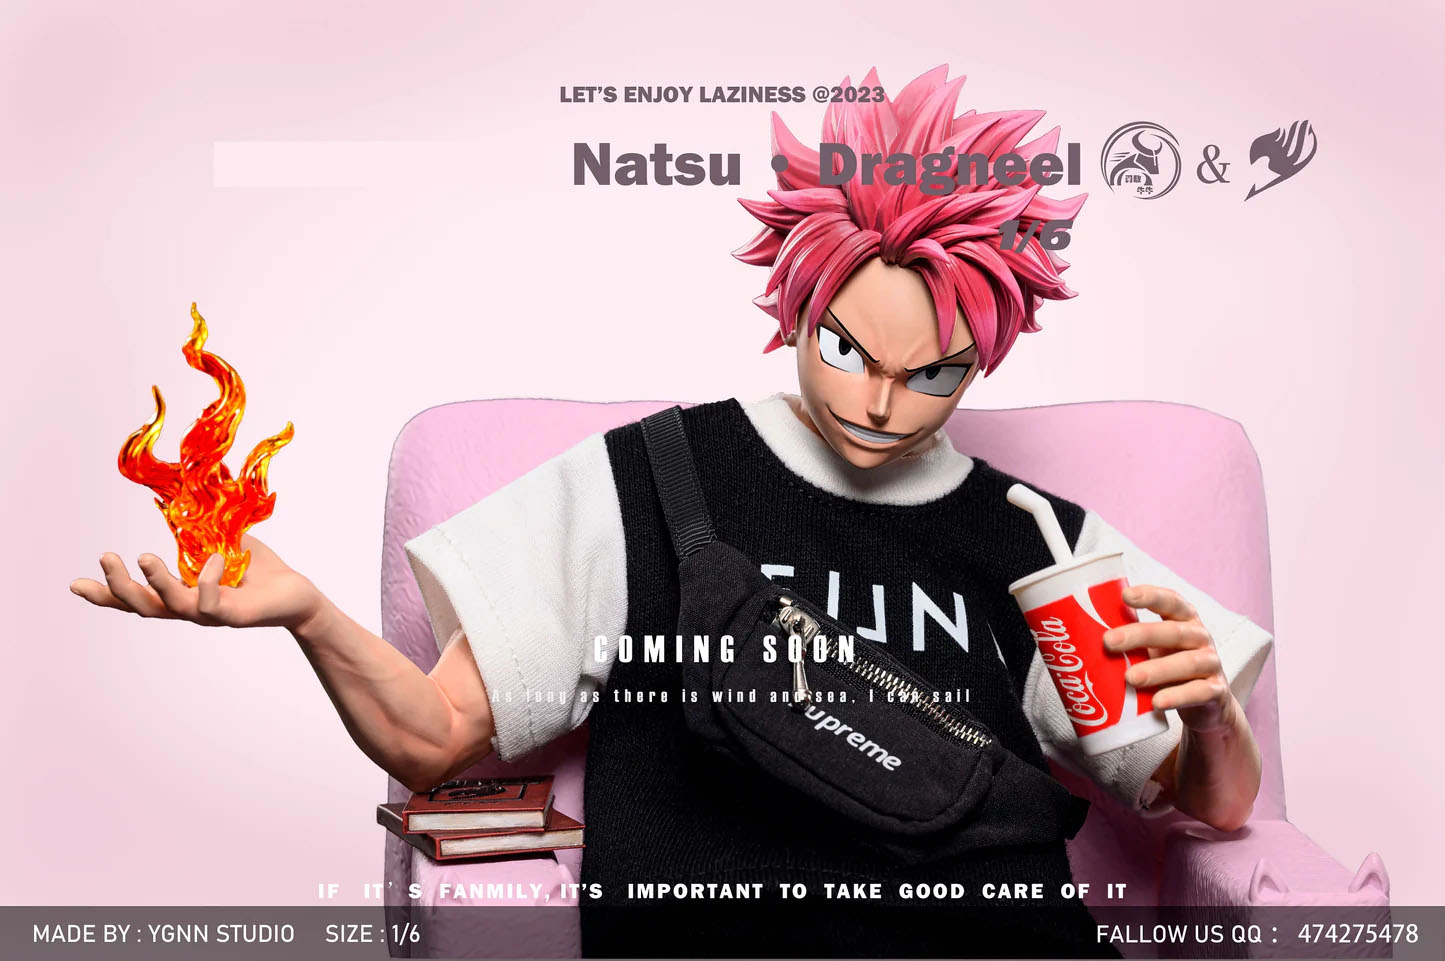 LET'S ENJOY LAZINESS @2023
Natsu • Dragneel &
1/6
Coca-Cola
COMING SOON
As long as there is wind and sea, I can sail
upreme
IF IT'S FANMILY, IT'S IMPORTANT TO TAKE GOOD CARE OF IT
MADE BY : YGNN STUDIO SIZE : 1/6 FALLOW US QQ： 474275478